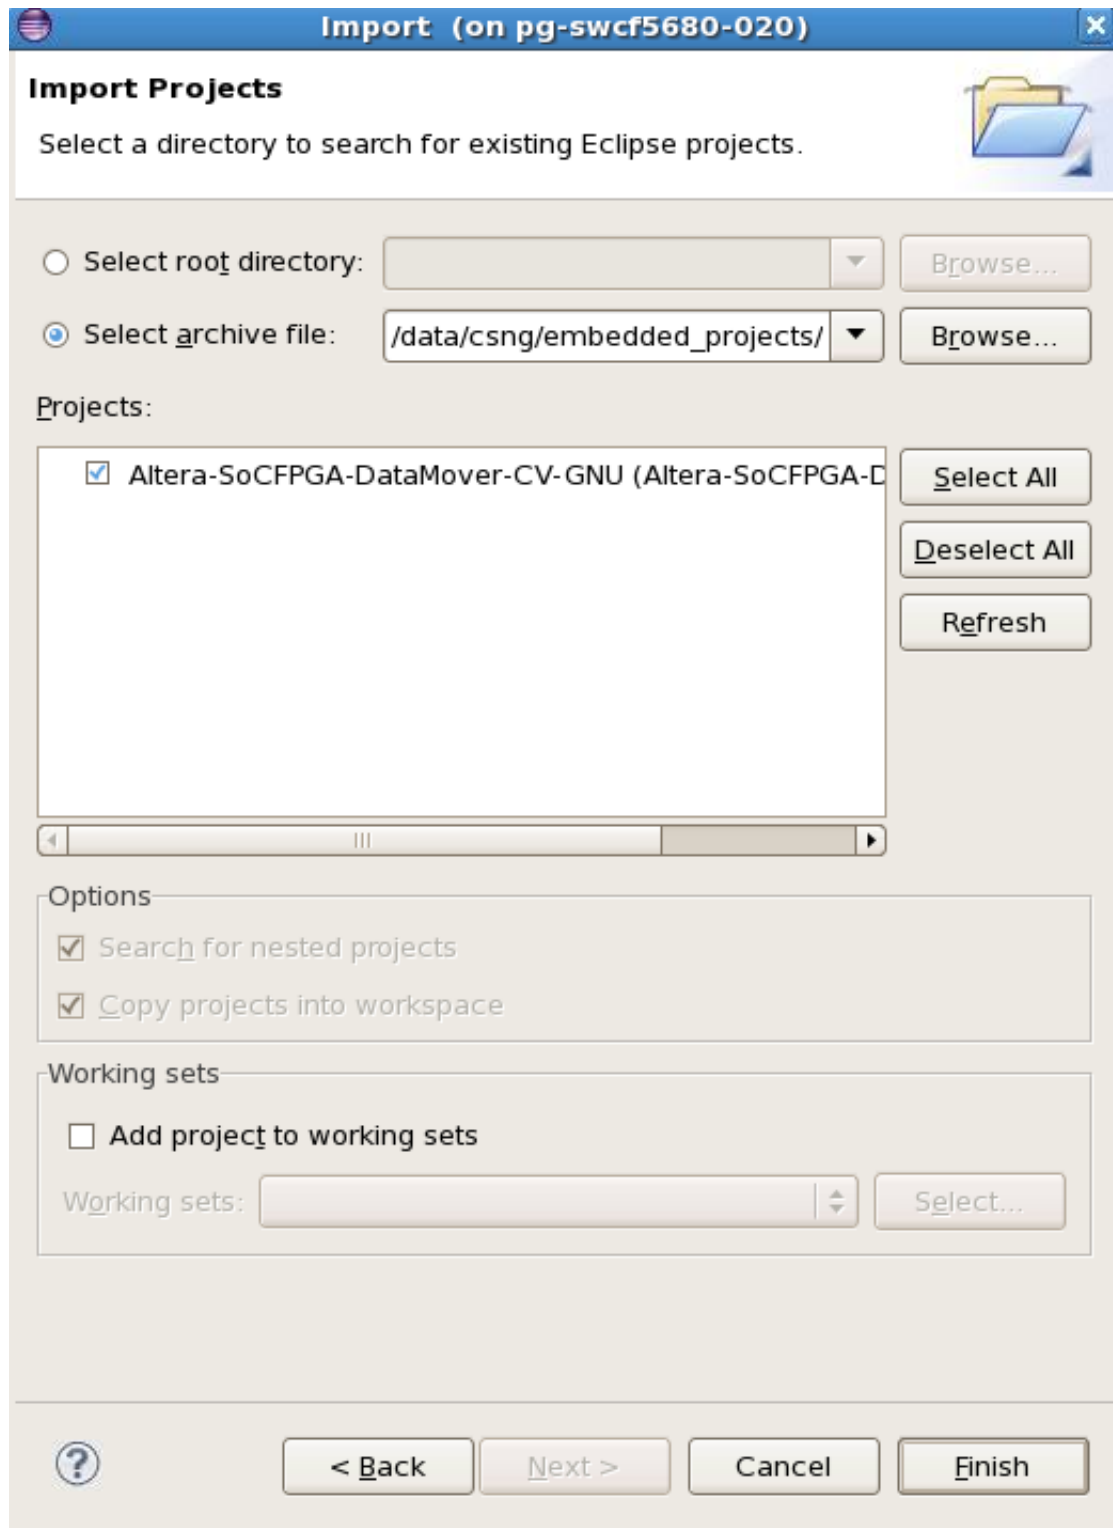 Import (on pg-swcf5680-020)
Import Projects
Select a directory to search for existing Eclipse projects.
Select root directory:
Browse...
Select archive file:
/data/csng/embedded_projects/
Browse...
Projects:
Altera-SoCFPGA-DataMover-CV-GNU (Altera-SoCFPGA-D
Select All
Deselect All
Refresh
Options
Search for nested projects
Copy projects into workspace
Working sets
Add project to working sets
Working sets:
Select...
?
< Back
Next >
Cancel
Finish